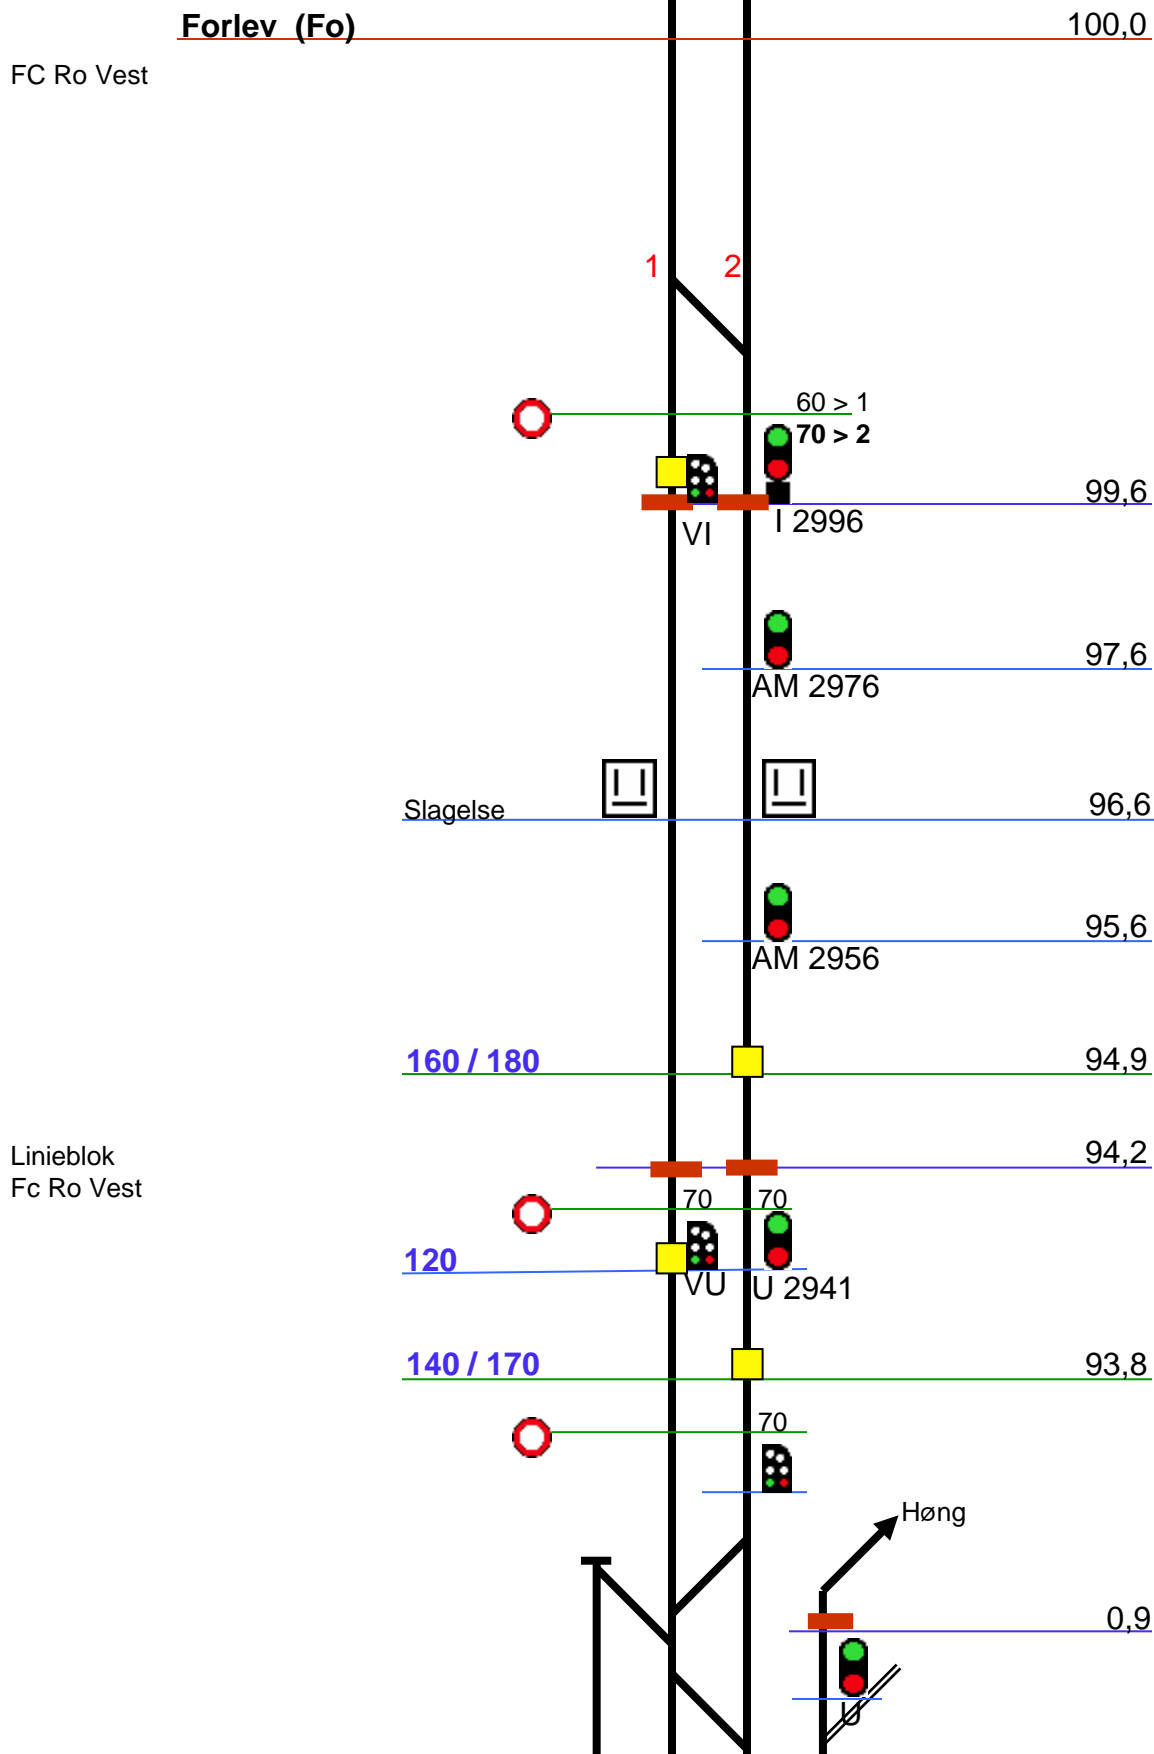 Forlev (Fo) 100,0
FC Ro Vest
1 2
60 > 1
70 > 2
99,6
I 2996
VI
97,6
AM 2976
Slagelse 96,6
95,6
AM 2956
160 / 180 94,9
Linieblok 94,2
Fc Ro Vest
70 70
120
VU U 2941
140 / 170 93,8
70
Høng
0,9
U